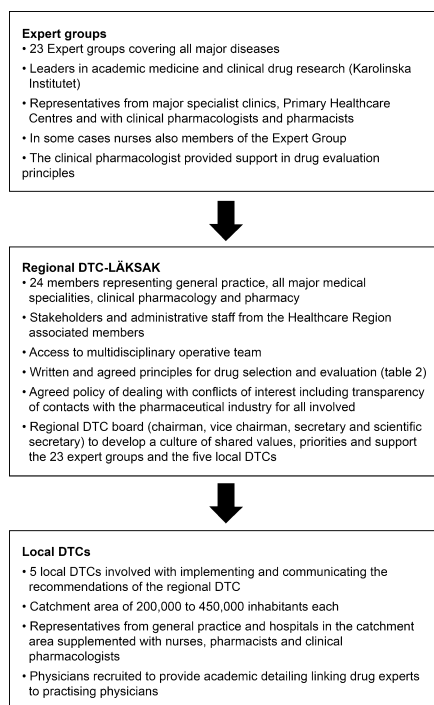 Expert groups
• 23 Expert groups covering all major diseases
• Leaders in academic medicine and clinical drug research (Karolinska
Institutet)
• Representatives from major specialist clinics, Primary Healthcare
Centres and with clinical pharmacologists and pharmacists
• In some cases nurses also members of the Expert Group
• The clinical pharmacologist provided support in drug evaluation
principles
Regional DTC-LÄKSAK
• 24 members representing general practice, all major medical
specialities, clinical pharmacology and pharmacy
• Stakeholders and administrative staff from the Healthcare Region
associated members
• Access to multidisciplinary operative team
• Written and agreed principles for drug selection and evaluation (table 2)
• Agreed policy of dealing with conflicts of interest including transparency
of contacts with the pharmaceutical industry for all involved
• Regional DTC board (chairman, vice chairman, secretary and scientific
secretary) to develop a culture of shared values, priorities and support
the 23 expert groups and the five local DTCs
Local DTCs
• 5 local DTCs involved with implementing and communicating the
recommendations of the regional DTC
• Catchment area of 200,000 to 450,000 inhabitants each
• Representatives from general practice and hospitals in the catchment
area supplemented with nurses, pharmacists and clinical
pharmacologists
• Physicians recruited to provide academic detailing linking drug experts
to practising physicians